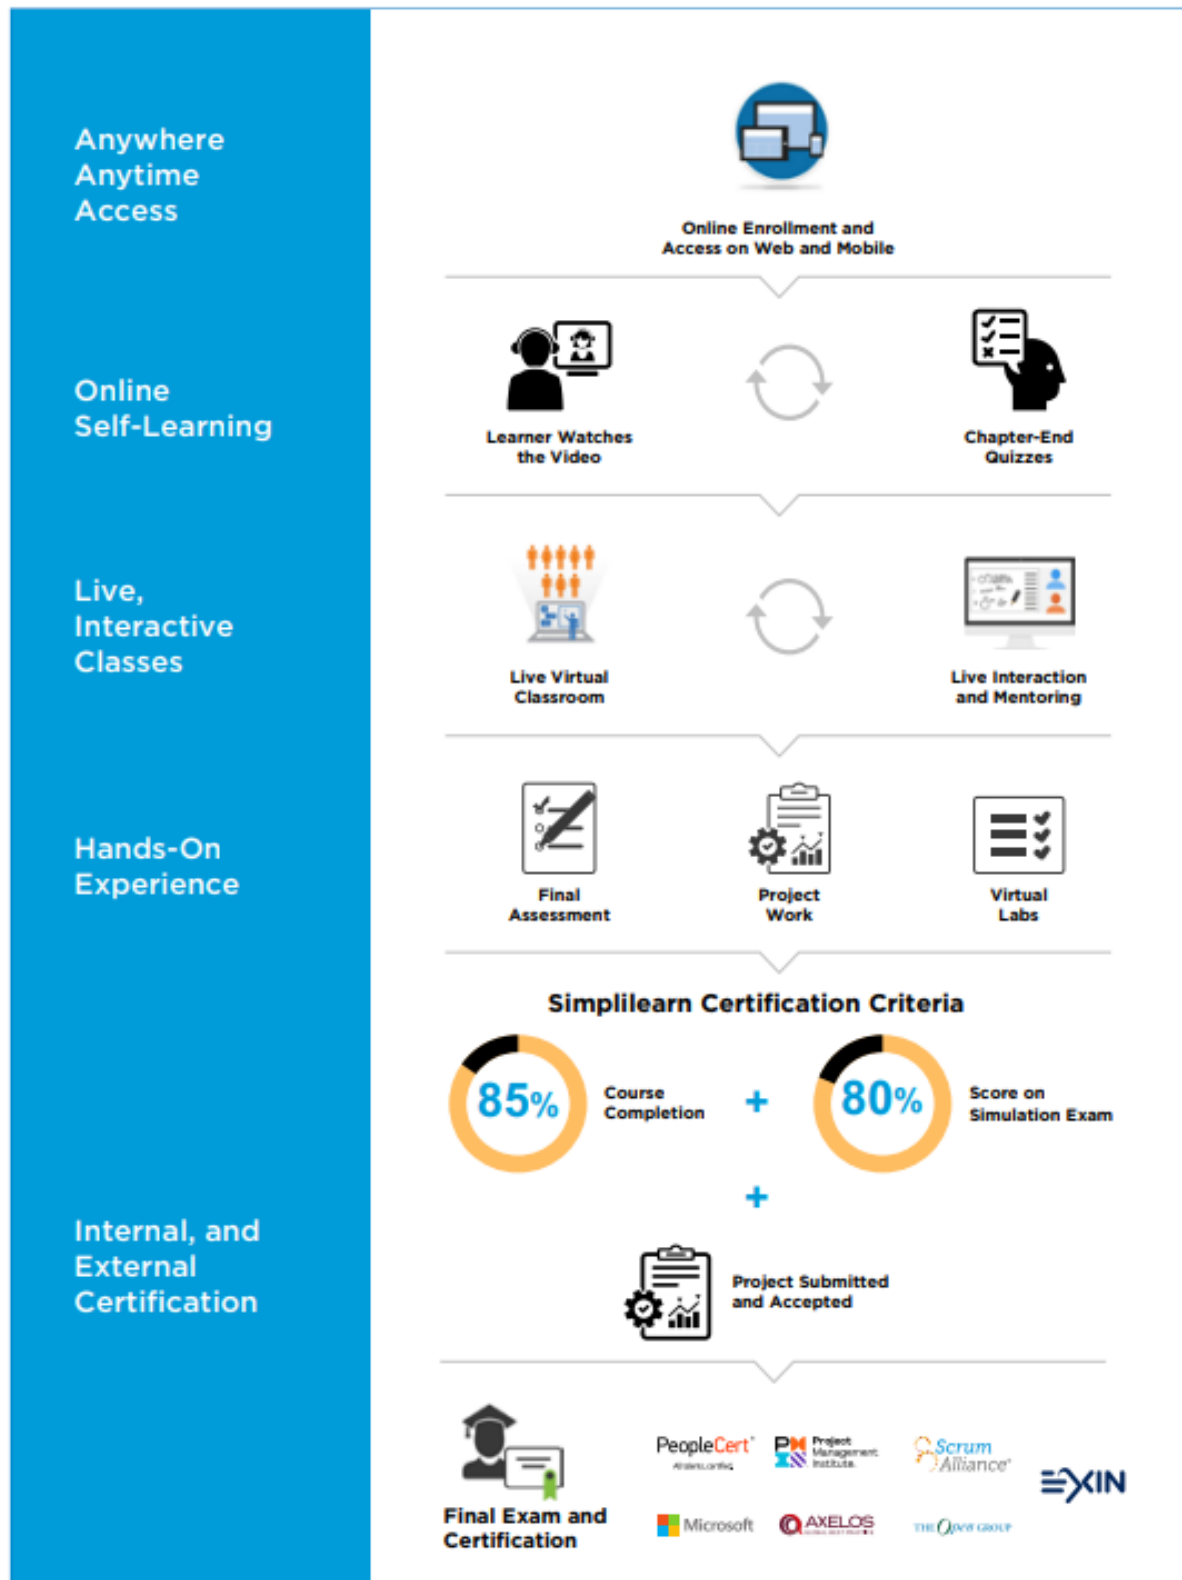 Anywhere
Anytime
Access
Online Enrollment and
Access on Web and Mobile
Online
Self-Learning
Learner Watches
the Video
Chapter-End
Quizzes
Live,
Interactive
Classes
Live Virtual
Classroom
Live Interaction
and Mentoring
Hands-On
Experience
Final
Assessment
Project
Work
Virtual
Labs
Simplilearn Certification Criteria
85%
Course
Completion
+
80%
Score on
Simulation Exam
+
Internal, and
External
Certification
Project Submitted
and Accepted
Final Exam and
Certification
PeopleCert
Project
Management
Institute.
Scrum
Alliance®
EXIN
Microsoft
AXELOS
THE Open GROUP